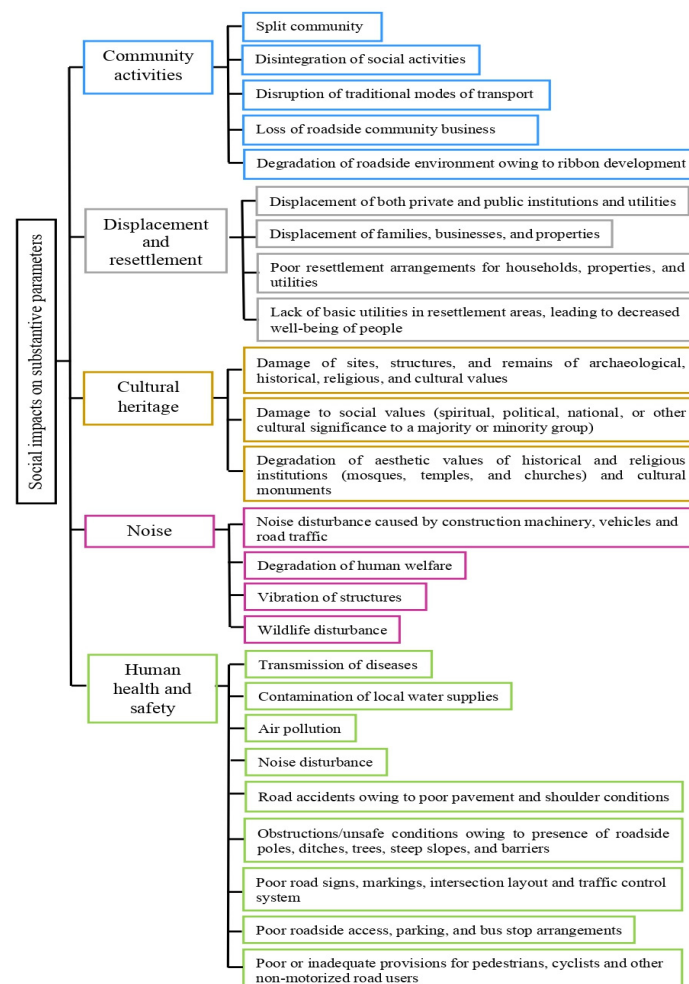 Social impacts on substantive parameters
Community
activities
Split community
Disintegration of social activities
Disruption of traditional modes of transport
Loss of roadside community business
Degradation of roadside environment owing to ribbon development
Displacement
and
resettlement
Displacement of both private and public institutions and utilities
Displacement of families, businesses, and properties
Poor resettlement arrangements for households, properties, and
utilities
Lack of basic utilities in resettlement areas, leading to decreased
well-being of people
Cultural
heritage
Damage of sites, structures, and remains of archaeological,
historical, religious, and cultural values
Damage to social values (spiritual, political, national, or other
cultural significance to a majority or minority group)
Degradation of aesthetic values of historical and religious
institutions (mosques, temples, and churches) and cultural
monuments
Noise
Noise disturbance caused by construction machinery, vehicles and
road traffic
Degradation of human welfare
Vibration of structures
Wildlife disturbance
Human
health and
safety
Transmission of diseases
Contamination of local water supplies
Air pollution
Noise disturbance
Road accidents owing to poor pavement and shoulder conditions
Obstructions/unsafe conditions owing to presence of roadside
poles, ditches, trees, steep slopes, and barriers
Poor road signs, markings, intersection layout and traffic control
system
Poor roadside access, parking, and bus stop arrangements
Poor or inadequate provisions for pedestrians, cyclists and other
non-motorized road users